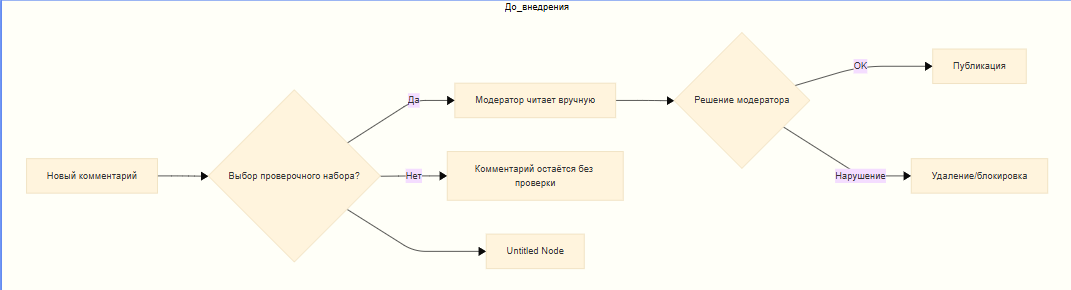 До_внедрения
Новый комментарий
Выбор проверочного набора?
Да
Модератор читает вручную
Решение модератора
OK
Публикация
Нарушение
Удаление/блокировка
Нет
Комментарий остаётся без
проверки
Untitled Node